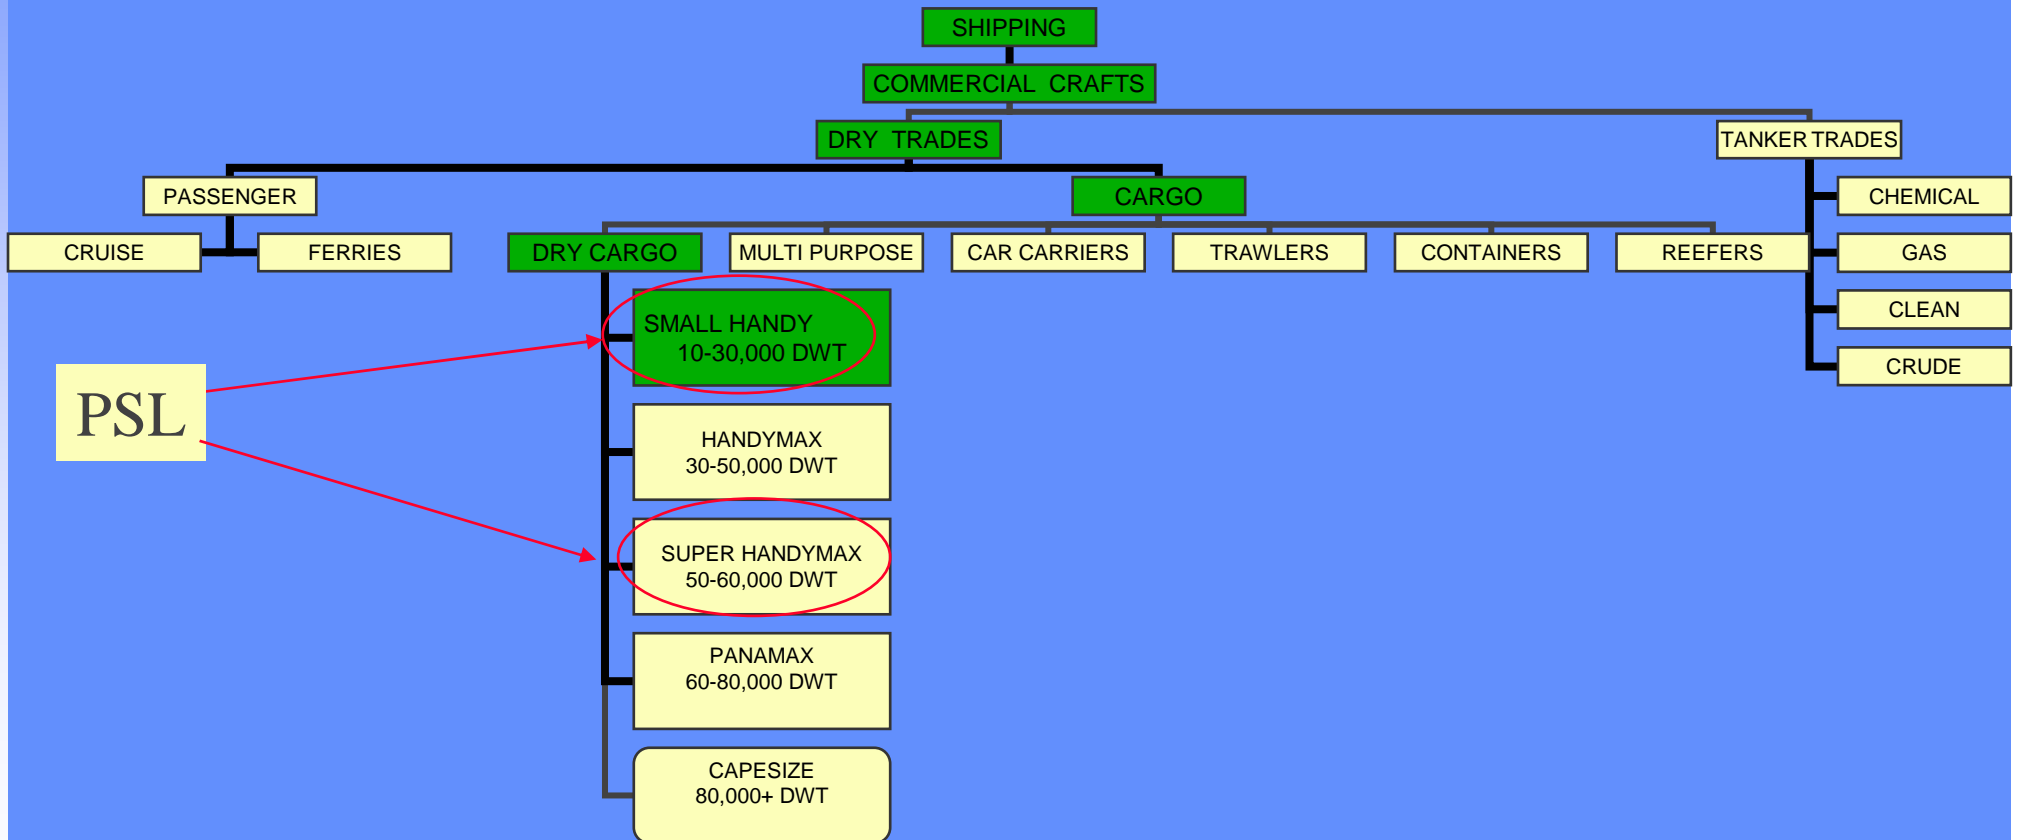 SHIPPING
COMMERCIAL CRAFTS
DRY TRADES
TANKER TRADES
PASSENGER
CARGO
CHEMICAL
CRUISE
FERRIES
DRY CARGO
MULTI PURPOSE
CAR CARRIERS
TRAWLERS
CONTAINERS
REEFERS
GAS
SMALL HANDY
10-30,000 DWT
CLEAN
CRUDE
PSL
HANDYMAX
30-50,000 DWT
SUPER HANDYMAX
50-60,000 DWT
PANAMAX
60-80,000 DWT
CAPESIZE
80,000+ DWT